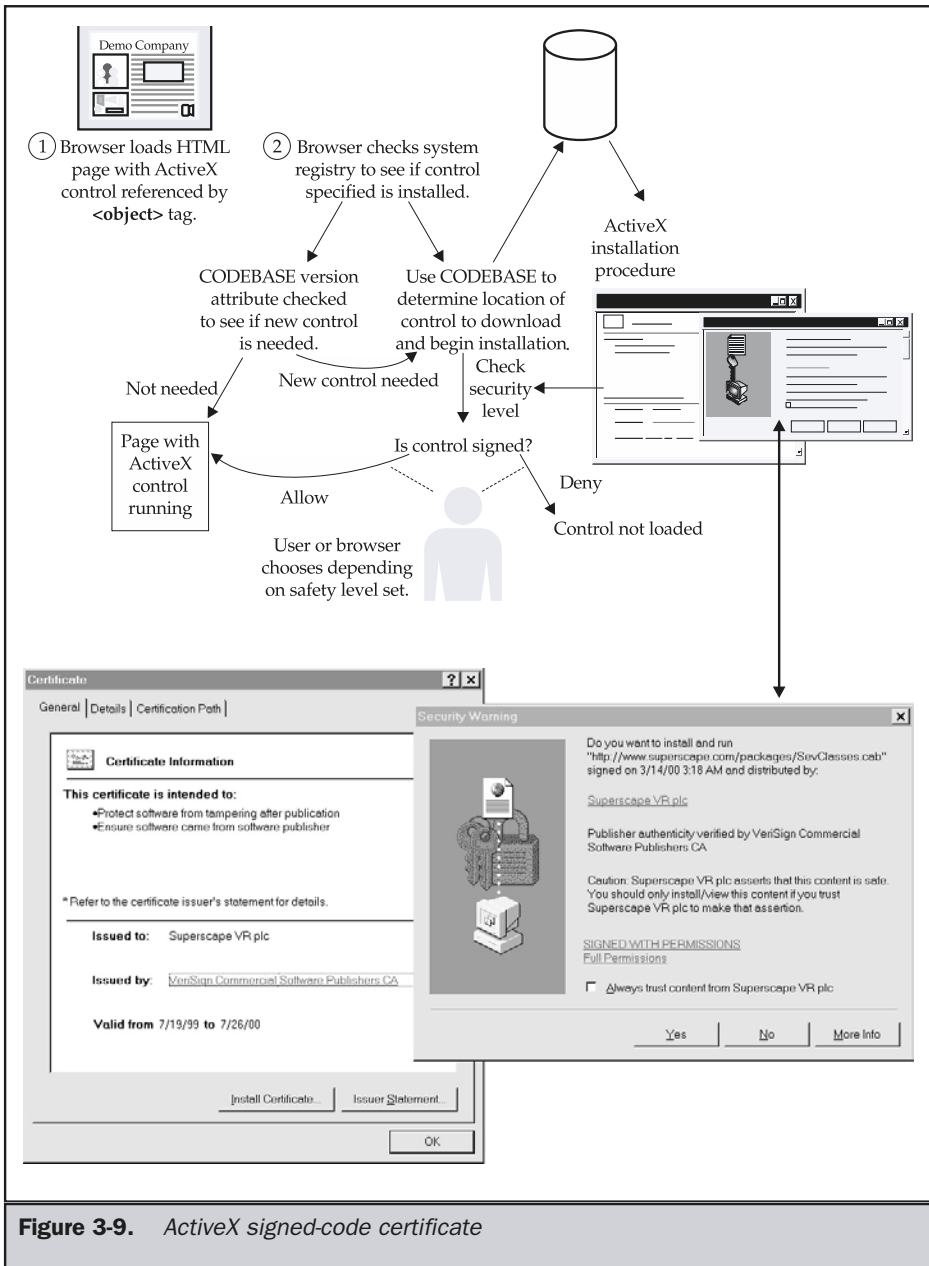 Demo Company
1 Browser loads HTML
page with ActiveX
control referenced by
<object> tag.
2 Browser checks system
registry to see if control
specified is installed.
ActiveX
installation
procedure
CODEBASE version
attribute checked
to see if new control
is needed.
Use CODEBASE to
determine location of
control to download
and begin installation.
Not needed
New control needed
Check
security
level
Page with
ActiveX
control
running
Is control signed?
Allow
Deny
Control not loaded
User or browser
chooses depending
on safety level set.
Certificate
General Details Certification Path
Certificate Information
This certificate is intended to:
•Protect software from tampering after publication
•Ensure software came from software publisher
* Refer to the certificate issuer's statement for details.
Issued to: Superscape VR plc
Issued by: VeriSign Commercial Software Publishers CA
Valid from 7/19/99 to 7/26/00
Install Certificate... Issuer Statement...
OK
Security Warning
Do you want to install and run
"http://www.superscape.com/packages/SevClasses.cab"
signed on 3/14/00 3:18 AM and distributed by:
Superscape VR plc
Publisher authenticity verified by VeriSign Commercial
Software Publishers CA
Caution: Superscape VR plc asserts that this content is safe.
You should only install/view this content if you trust
Superscape VR plc to make that assertion.
SIGNED WITH PERMISSIONS
Full Permissions
Always trust content from Superscape VR plc
Yes No More Info
Figure 3-9. ActiveX signed-code certificate